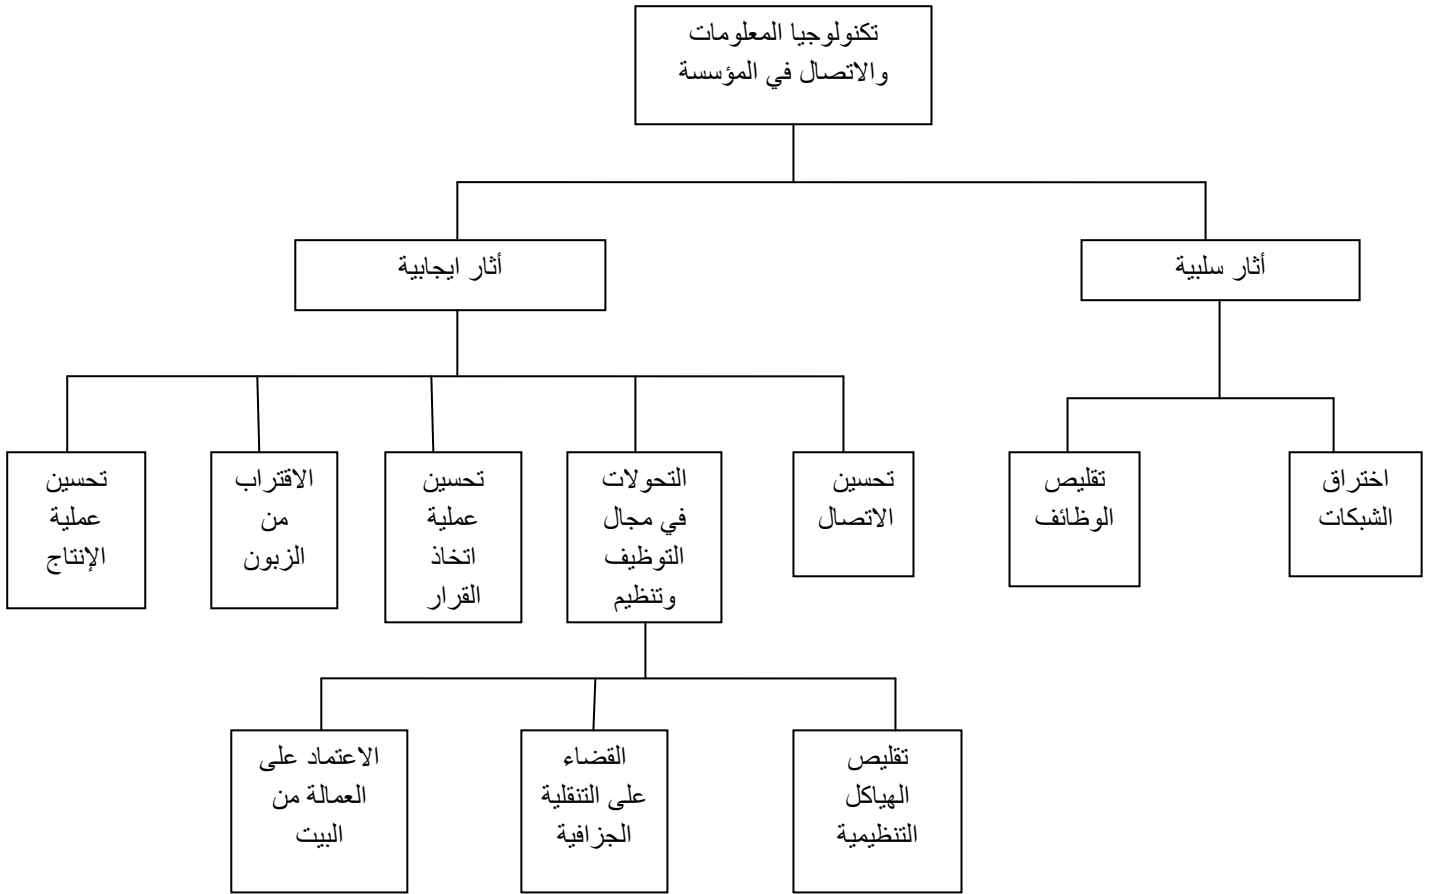 تكنولوجيا المعلومات
والاتصال في المؤسسة
أثار سلبية
أثار ايجابية
اختراق
الشبكات
تقليص
الوظائف
تحسين
الاتصال
التحولات
في مجال
التوظيف
وتنظيم
تحسين
عملية
اتخاذ
القرار
الاقتراب
من
الزبون
تحسين
عملية
الإنتاج
تقليص
الهياكل
التنظيمية
القضاء
على التنقلية
الجزافية
الاعتماد على
العمالة من
البيت